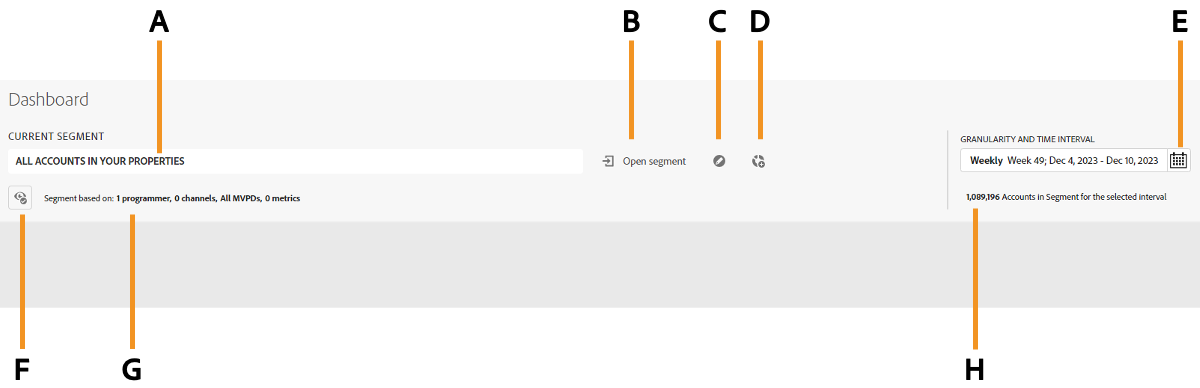 A B C D E
Dashboard
CURRENT SEGMENT
ALL ACCOUNTS IN YOUR PROPERTIES
Open segment
GRANULARITY AND TIME INTERVAL
Weekly Week 49; Dec 4, 2023 - Dec 10, 2023
Segment based on: 1 programmer, 0 channels, All MVPDs, 0 metrics
1,089,196 Accounts in Segment for the selected interval
F G H